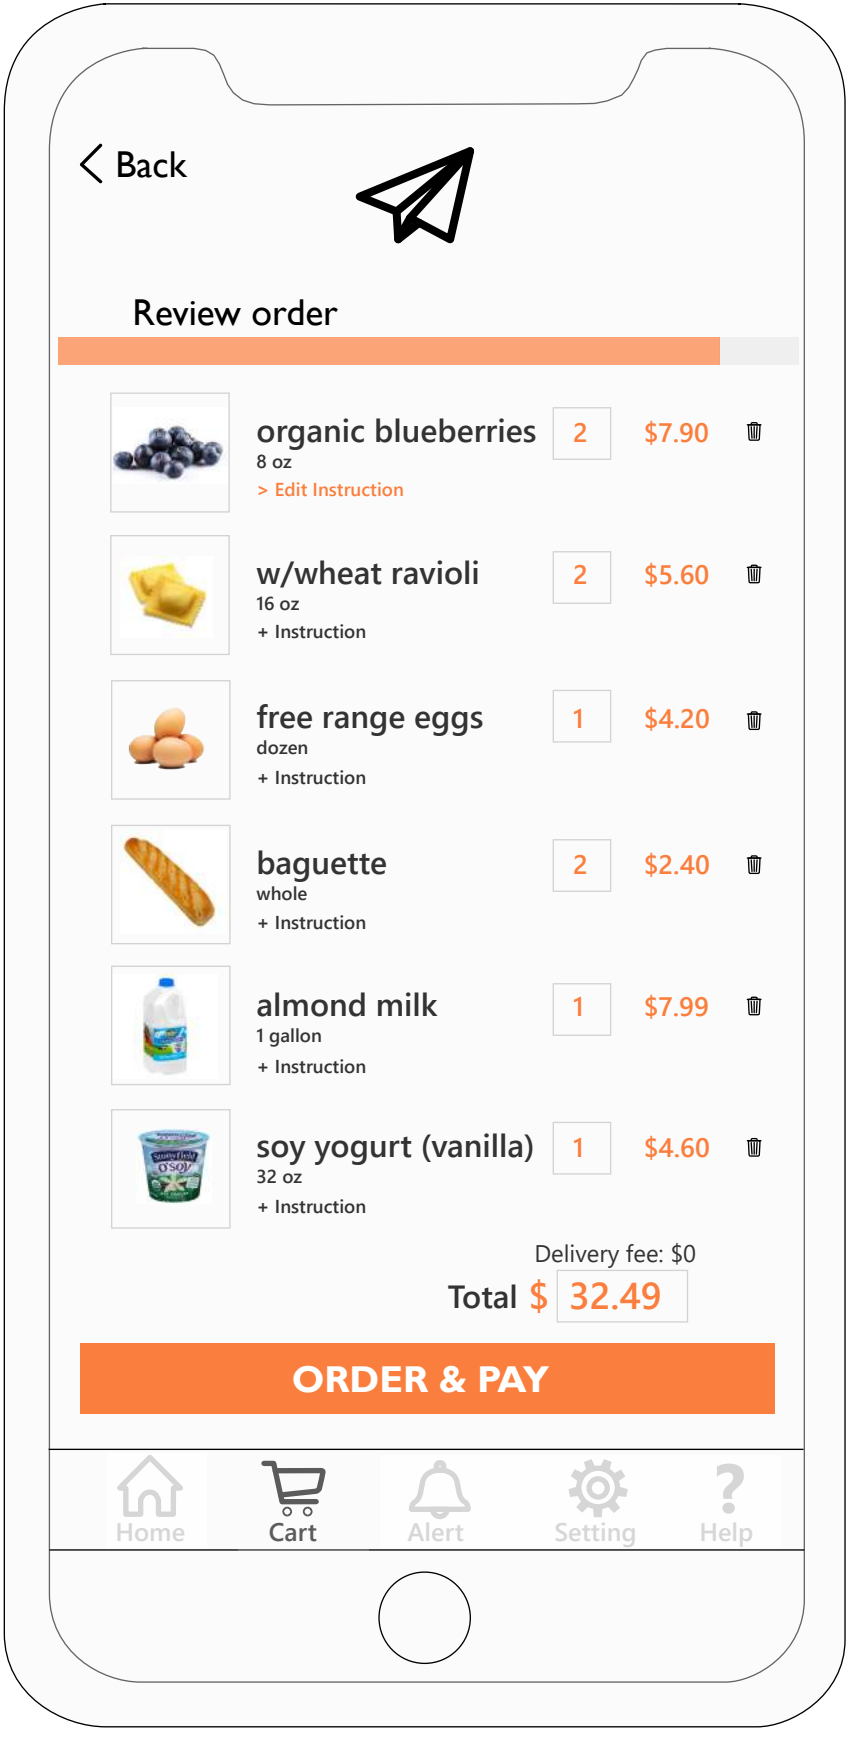 Back
Review order
organic blueberries 2 $7.90
8 oz
> Edit Instruction
w/wheat ravioli 2 $5.60
16 oz
+ Instruction
free range eggs 1 $4.20
dozen
+ Instruction
baguette 2 $2.40
whole
+ Instruction
almond milk 1 $7.99
1 gallon
+ Instruction
Stonyfield
O'SOY
soy yogurt (vanilla) 1 $4.60
32 oz
+ Instruction
Delivery fee: $0
Total $ 32.49
ORDER & PAY
Home Cart Alert Setting Help